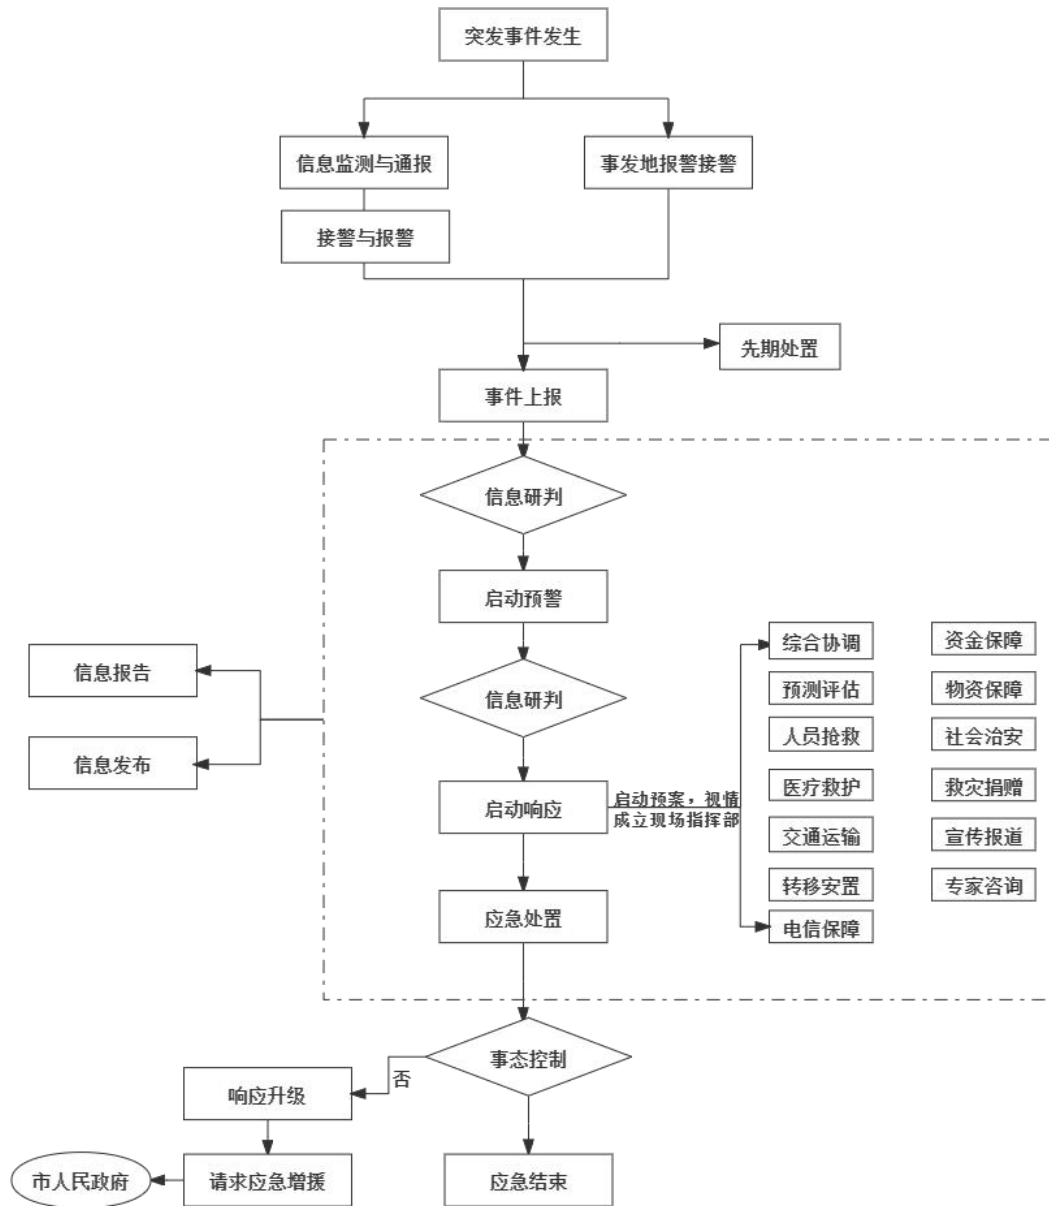 突发事件发生
信息监测与通报
事发地报警接警
接警与报警
先期处置
事件上报
信息研判
启动预警
信息研判
信息报告
信息发布
启动响应
启动预案，视情
成立现场指挥部
综合协调
资金保障
预测评估
物资保障
人员抢救
社会治安
医疗救护
救灾捐赠
交通运输
宣传报道
转移安置
专家咨询
电信保障
应急处置
事态控制
否
响应升级
市人民政府
请求应急增援
应急结束